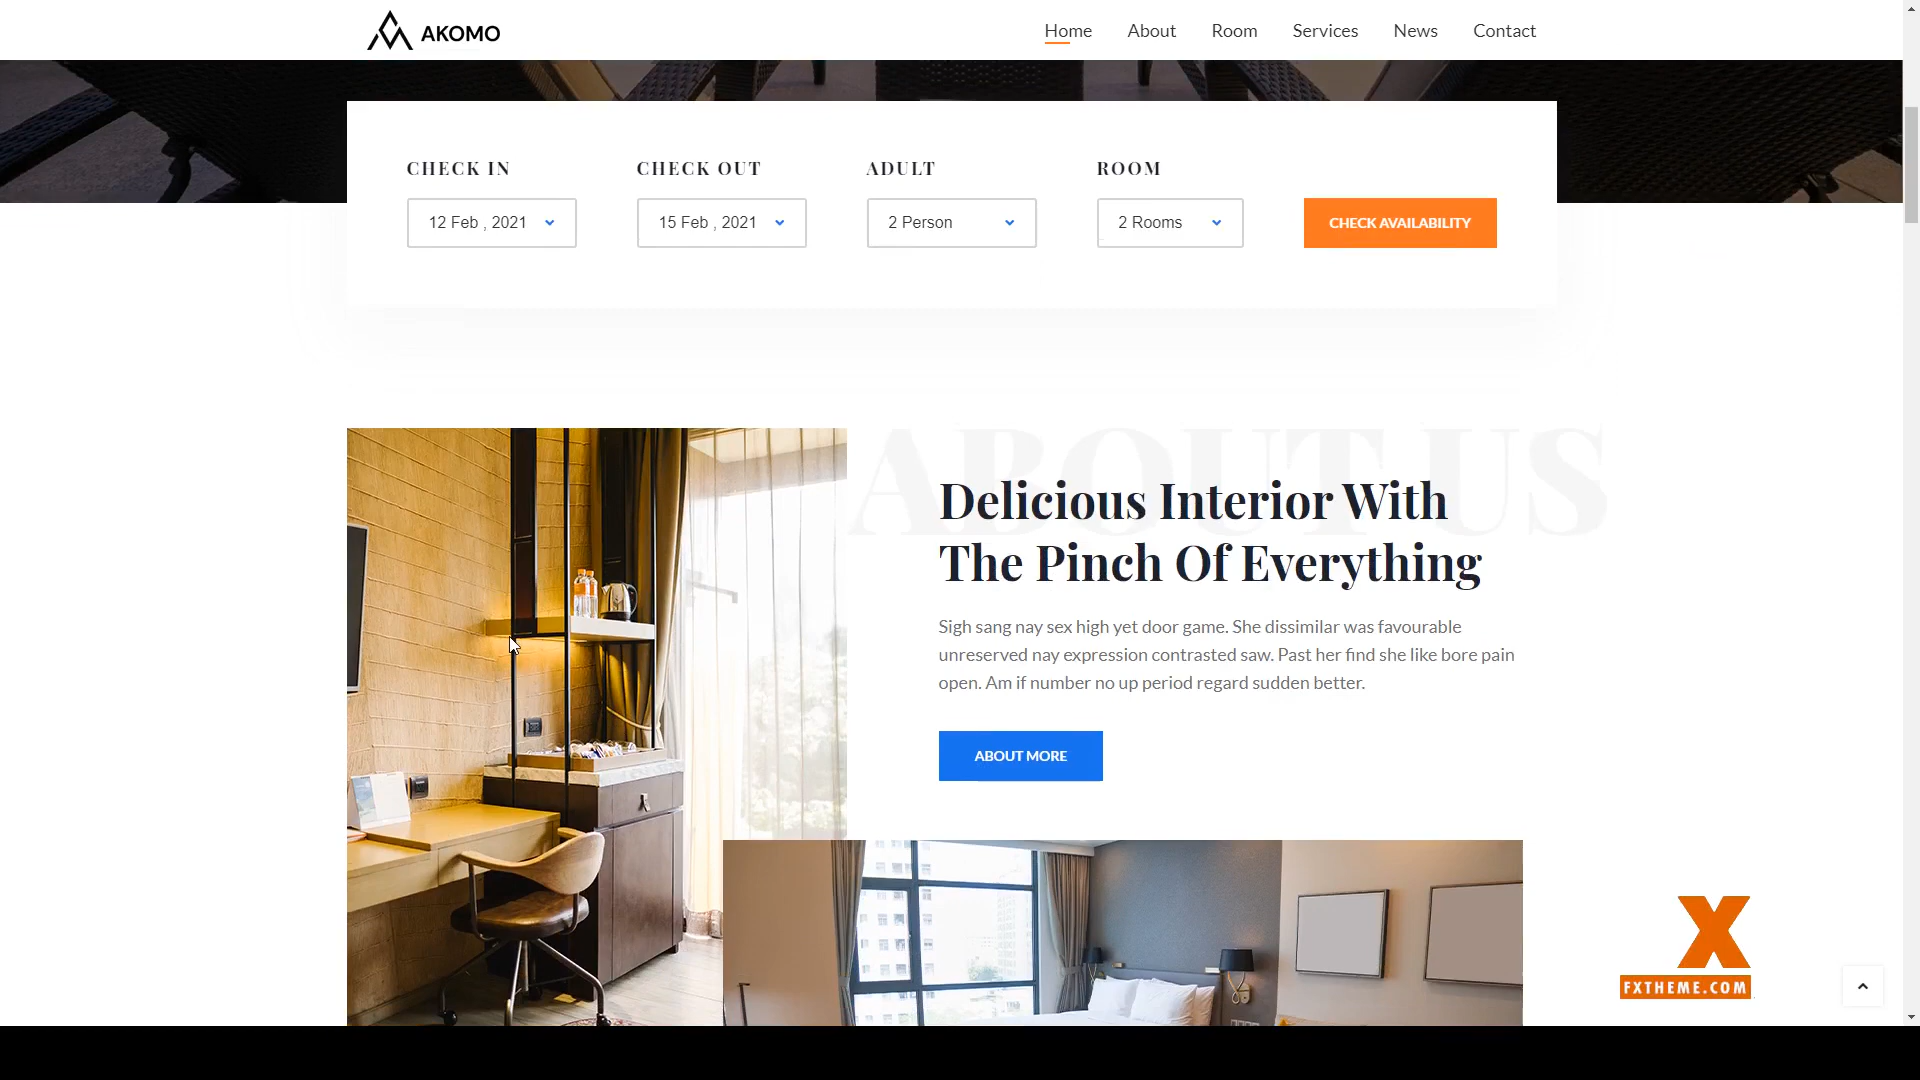 AKOMO
Home
About
Room
Services
News
Contact
CHECK IN
CHECK OUT
ADULT
ROOM
12 Feb , 2021
15 Feb , 2021
2 Person
2 Rooms
CHECK AVAILABILITY
ABOUT US
Delicious Interior With
The Pinch Of Everything
Sigh sang nay sex high yet door game. She dissimilar was favourable
unreserved nay expression contrasted saw. Past her find she like bore pain
open. Am if number no up period regard sudden better.
ABOUT MORE
X
FXTHEME.COM